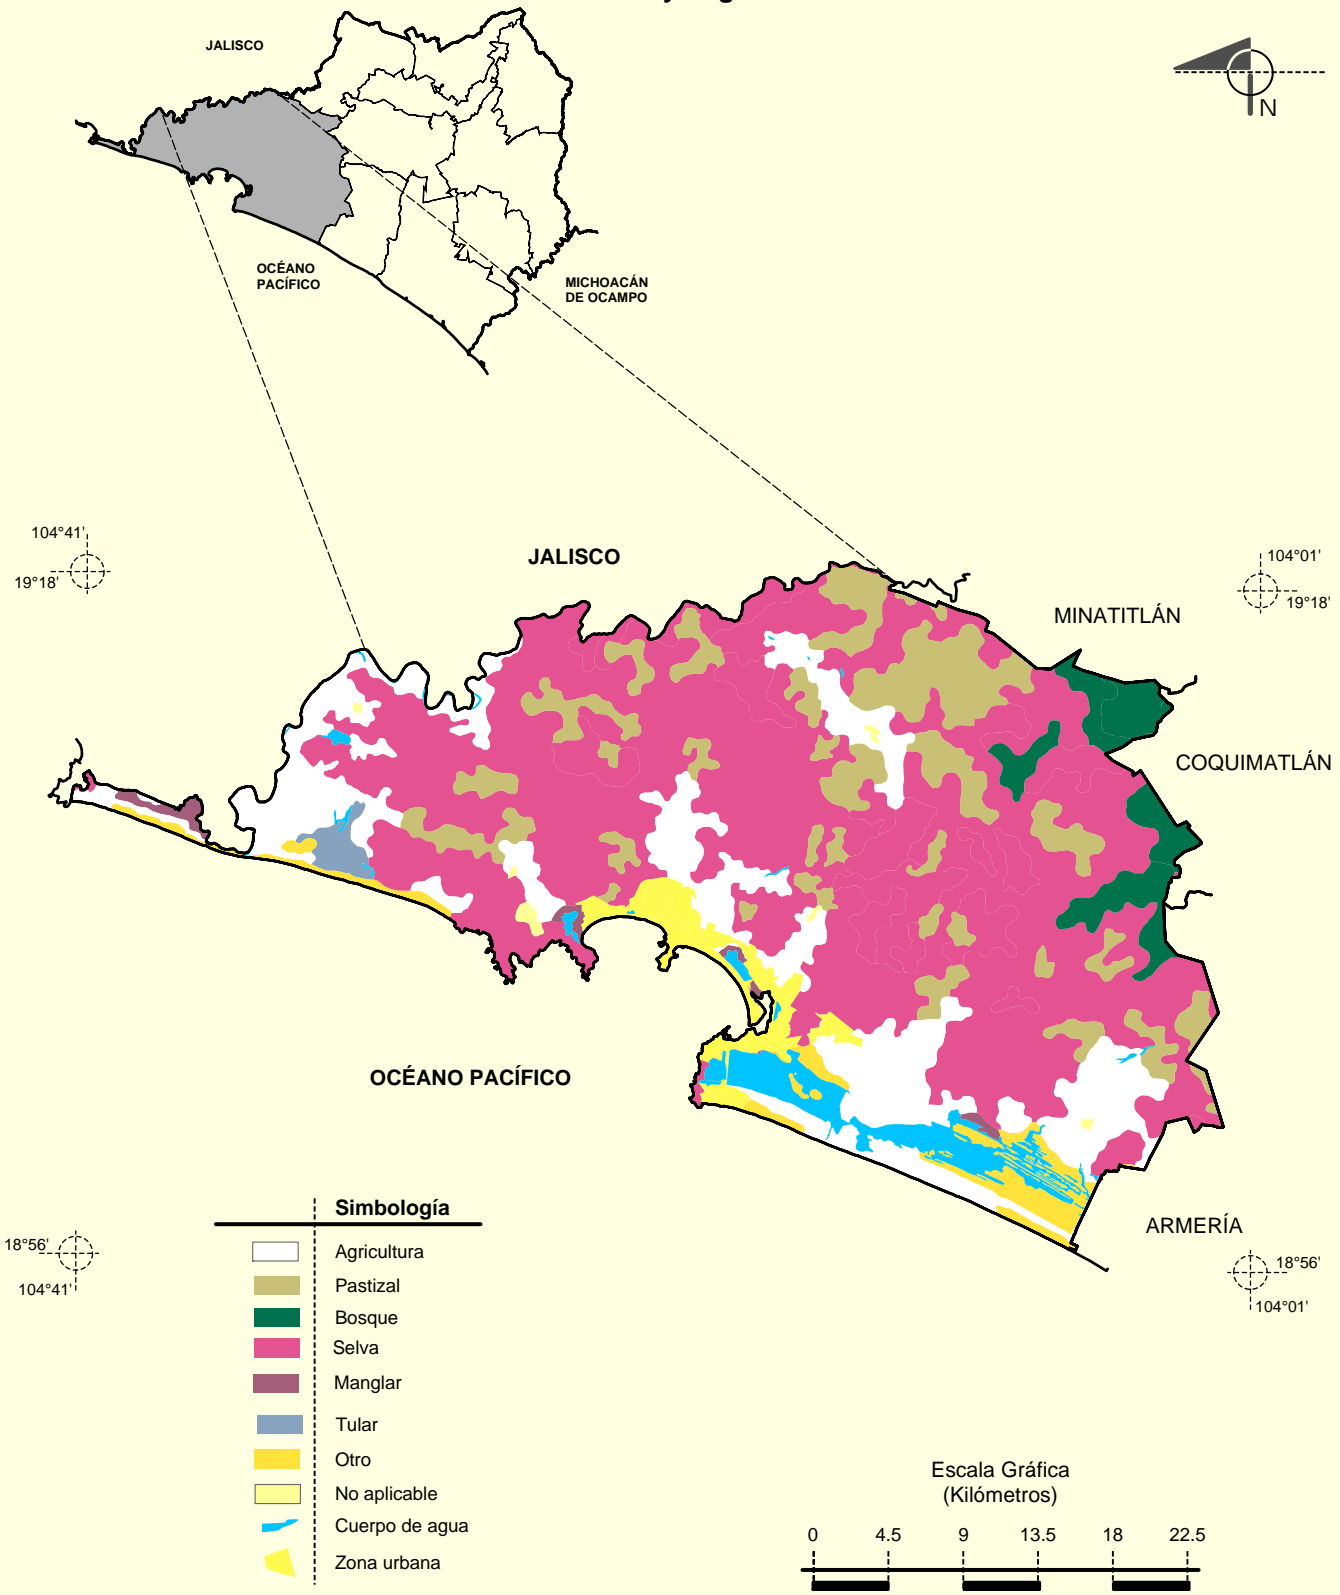 JALISCO
N
OCÉANO
PACÍFICO
MICHOACÁN
DE OCAMPO
104°41'
19°18'
JALISCO
104°01'
19°18'
MINATITLÁN
COQUIMATLÁN
OCÉANO PACÍFICO
ARMERÍA
18°56'
104°41'
18°56'
104°01'
Simbología
Agricultura
Pastizal
Bosque
Selva
Manglar
Tular
Otro
No aplicable
Cuerpo de agua
Zona urbana
Escala Gráfica
(Kilómetros)
0 4.5 9 13.5 18 22.5